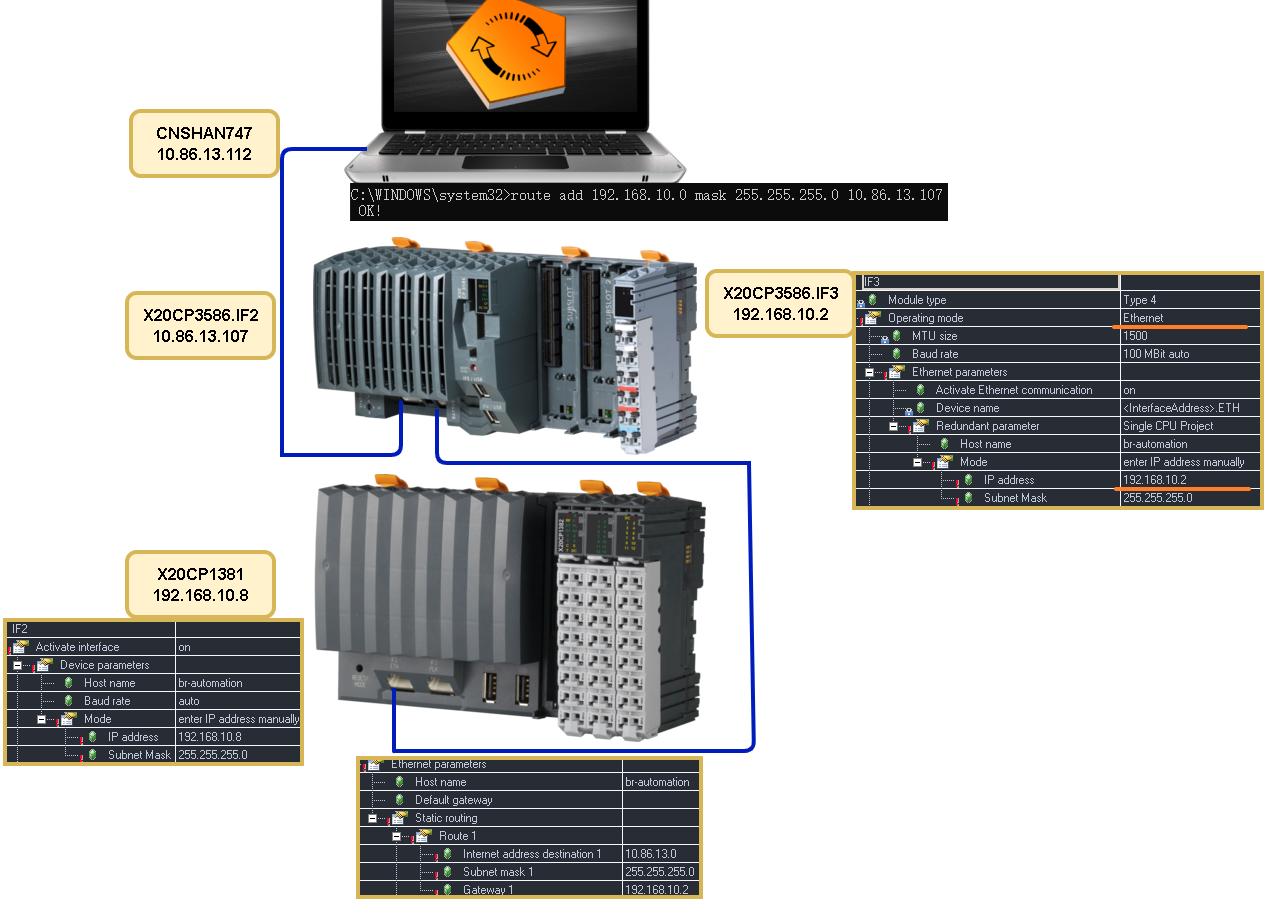 CNSHAN747
10.86.13.112
C:\WINDOWS\system32>route add 192.168.10.0 mask 255.255.255.0 10.86.13.107
OK!
X20CP3586.IF2
10.86.13.107
SUBSLOT 2
X20CP3586.IF3
192.168.10.2
IF3
Module type Type 4
Operating mode Ethernet
MTU size 1500
Baud rate 100 MBit auto
Ethernet parameters
Activate Ethernet communication on
Device name <InterfaceAddress>.ETH
Redundant parameter Single CPU Project
Host name br-automation
Mode enter IP address manually
IP address 192.168.10.2
Subnet Mask 255.255.255.0
X20CP1381
192.168.10.8
X20CP1382
IF2
Activate interface on
Device parameters
Host name br-automation
Baud rate auto
Mode enter IP address manually
IP address 192.168.10.8
Subnet Mask 255.255.255.0
Ethernet parameters
Host name br-automation
Default gateway
Static routing
Route 1
Internet address destination 1 10.86.13.0
Subnet mask 1 255.255.255.0
Gateway 1 192.168.10.2